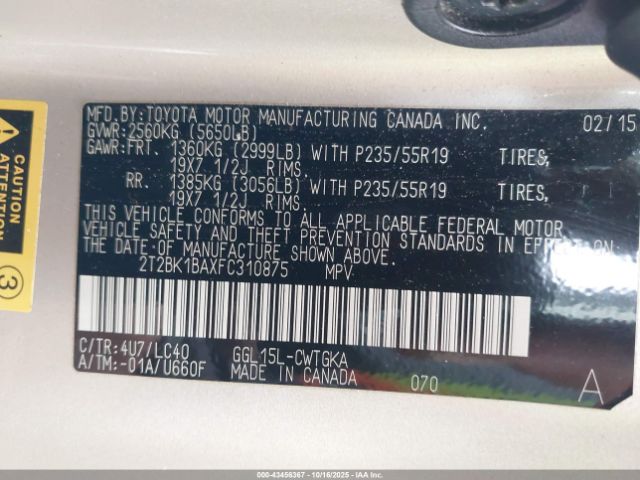 MFD.BY:TOYOTA MOTOR MANUFACTURING CANADA INC. 02/15
GVWR:2560KG (5650LB)
GAWR:FRT. 1360KG (2999LB) WITH P235/55R19 TIRES,
19X7 1/2J RIMS.
RR. 1385KG (3056LB) WITH P235/55R19 TIRES,
19X7 1/2J RIMS.
THIS VEHICLE CONFORMS TO ALL APPLICABLE FEDERAL MOTOR
VEHICLE SAFETY AND THEFT PREVENTION STANDARDS IN EFFECT ON
THE DATE OF MANUFACTURE SHOWN ABOVE.
2T2BK1BAXFC310875 MPV
C/TR:4U7/LC40 GGL15L-CWTGKA
A/TM:-01A/U660F MADE IN CANADA 070 A
CAUTION
3
000-43456367 • 10/16/2025 • IAA Inc.